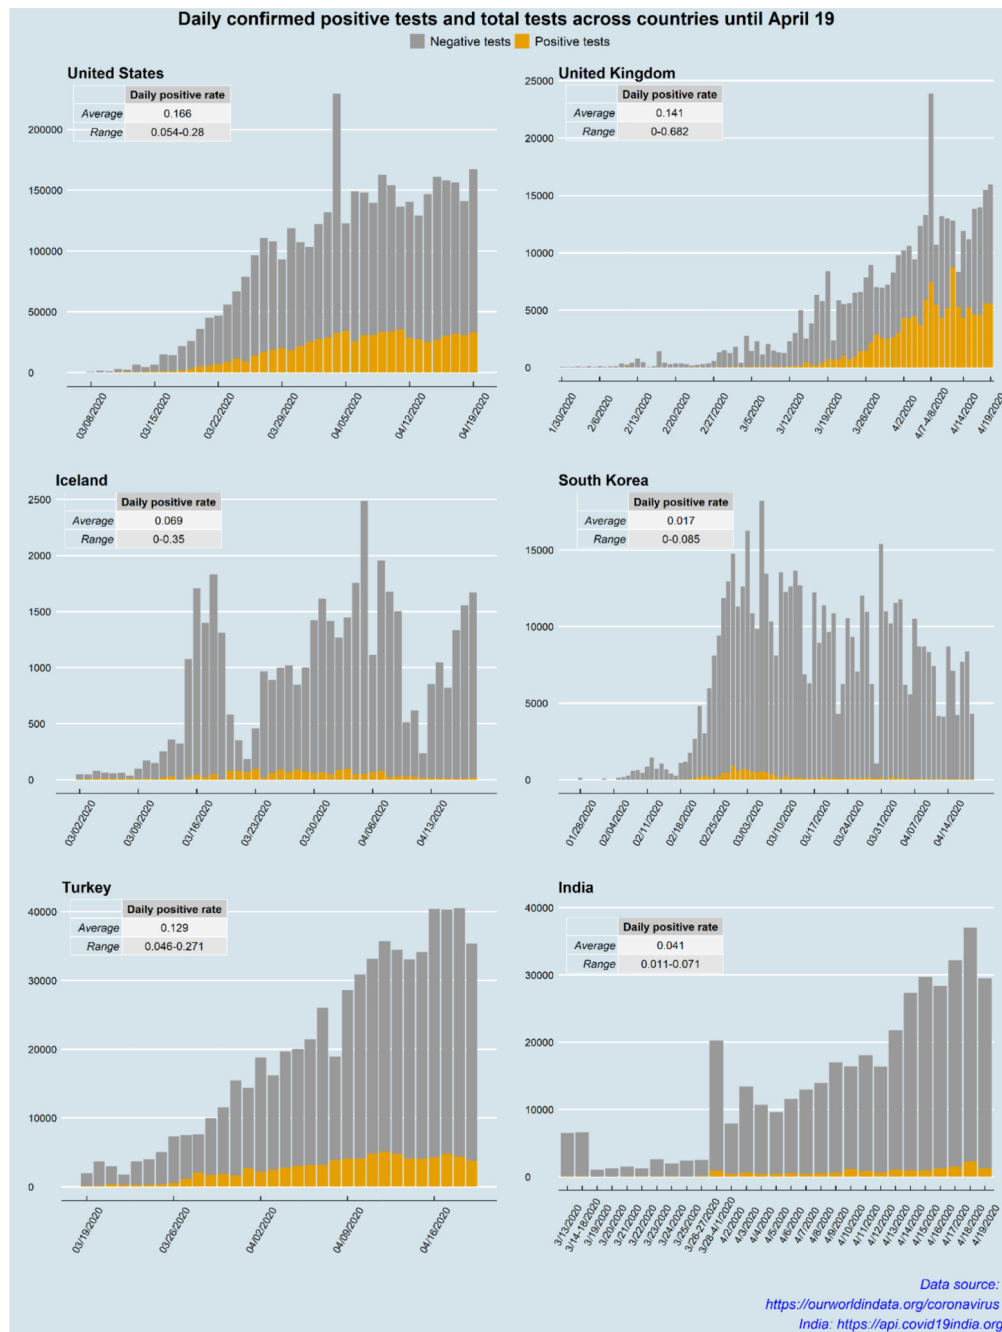 Daily confirmed positive tests and total tests across countries until April 19
Negative tests Positive tests
United States
Daily positive rate
Average 0.166
Range 0.054-0.28
200000
150000
100000
50000
0
03/08/2020 03/15/2020 03/22/2020 03/29/2020 04/05/2020 04/12/2020 04/19/2020
United Kingdom
Daily positive rate
Average 0.141
Range 0-0.682
25000
20000
15000
10000
5000
0
1/30/2020 2/6/2020 2/13/2020 2/20/2020 2/27/2020 3/5/2020 3/12/2020 3/19/2020 3/26/2020 4/2/2020 4/7-4/8/2020 4/14/2020 4/19/2020
Iceland
Daily positive rate
Average 0.069
Range 0-0.35
2500
2000
1500
1000
500
0
03/02/2020 03/09/2020 03/16/2020 03/23/2020 03/30/2020 04/06/2020 04/13/2020
South Korea
Daily positive rate
Average 0.017
Range 0-0.085
15000
10000
5000
0
01/28/2020 02/04/2020 02/11/2020 02/18/2020 02/25/2020 03/03/2020 03/10/2020 03/17/2020 03/24/2020 03/31/2020 04/07/2020 04/14/2020
Turkey
Daily positive rate
Average 0.129
Range 0.046-0.271
40000
30000
20000
10000
0
03/19/2020 03/26/2020 04/02/2020 04/09/2020 04/16/2020
India
Daily positive rate
Average 0.041
Range 0.011-0.071
40000
30000
20000
10000
0
3/13/2020 3/14-18/2020 3/19/2020 3/20/2020 3/21/2020 3/22/2020 3/23/2020 3/24/2020 3/25/2020 3/26-27/2020 3/28-4/1/2020 4/2/2020 4/3/2020 4/4/2020 4/5/2020 4/6/2020 4/7/2020 4/8/2020 4/9/2020 4/10/2020 4/11/2020 4/12/2020 4/13/2020 4/14/2020 4/15/2020 4/16/2020 4/17/2020 4/18/2020 4/19/2020
Data source:
https://ourworldindata.org/coronavirus
India: https://api.covid19india.org